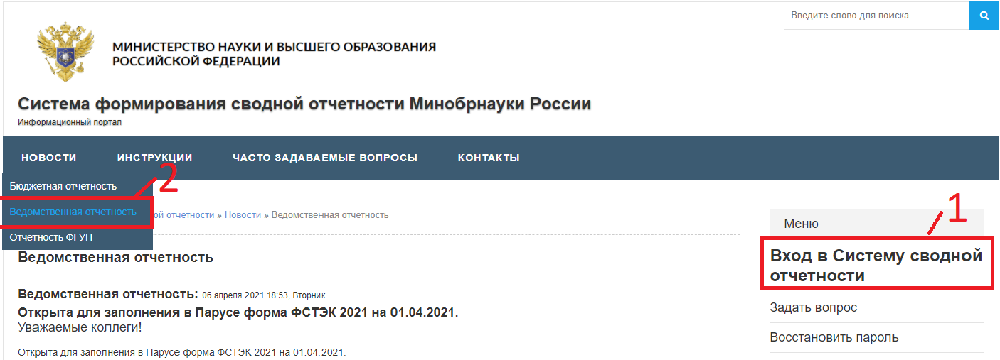 Введите слово для поиска
МИНИСТЕРСТВО НАУКИ И ВЫСШЕГО ОБРАЗОВАНИЯ
РОССИЙСКОЙ ФЕДЕРАЦИИ
Система формирования сводной отчетности Минобрнауки России
Информационный портал
НОВОСТИ ИНСТРУКЦИИ ЧАСТО ЗАДАВАЕМЫЕ ВОПРОСЫ КОНТАКТЫ
2
Бюджетная отчетность
Ведомственная отчетность
Отчетность ФГУП
ой отчетности » Новости » Ведомственная отчетность
Ведомственная отчетность
Ведомственная отчетность: 06 апреля 2021 18:53, Вторник
Открыта для заполнения в Парусе форма ФСТЭК 2021 на 01.04.2021.
Уважаемые коллеги!
Открыта для заполнения в Парусе форма ФСТЭК 2021 на 01.04.2021.
1
Меню
Вход в Систему сводной
отчетности
Задать вопрос
Восстановить пароль